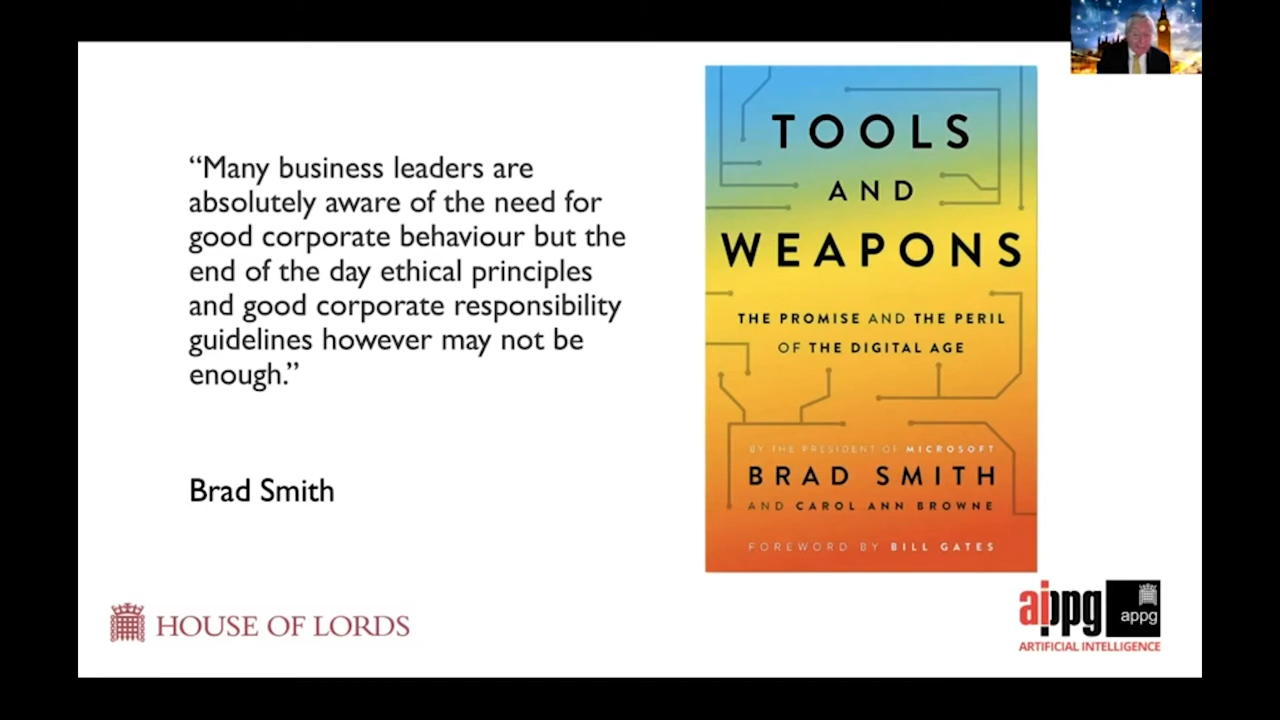 “Many business leaders are
absolutely aware of the need for
good corporate behaviour but the
end of the day ethical principles
and good corporate responsibility
guidelines however may not be
enough.”
Brad Smith
TOOLS
AND
WEAPONS
THE PROMISE AND THE PERIL
OF THE DIGITAL AGE
BY THE PRESIDENT OF MICROSOFT
BRAD SMITH
AND CAROL ANN BROWNE
FOREWORD BY BILL GATES
HOUSE OF LORDS
aippg
appg
ARTIFICIAL INTELLIGENCE